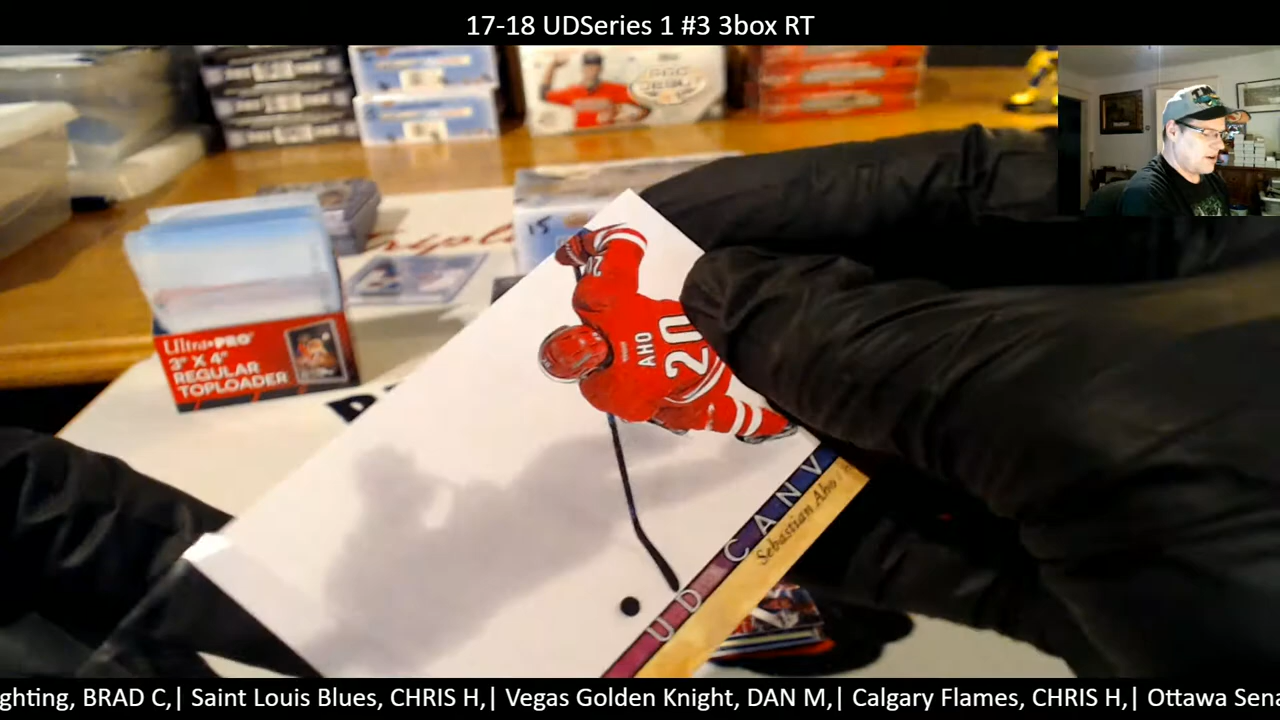 17-18 UDSeries 1 #3 3box RT
15
20
AHO
20
Ultra PRO
3" X 4"
REGULAR
TOPLOADER
UD CANV
Sebastian Aho
ghting, BRAD C,| Saint Louis Blues, CHRIS H,| Vegas Golden Knight, DAN M,| Calgary Flames, CHRIS H,| Ottawa Sena